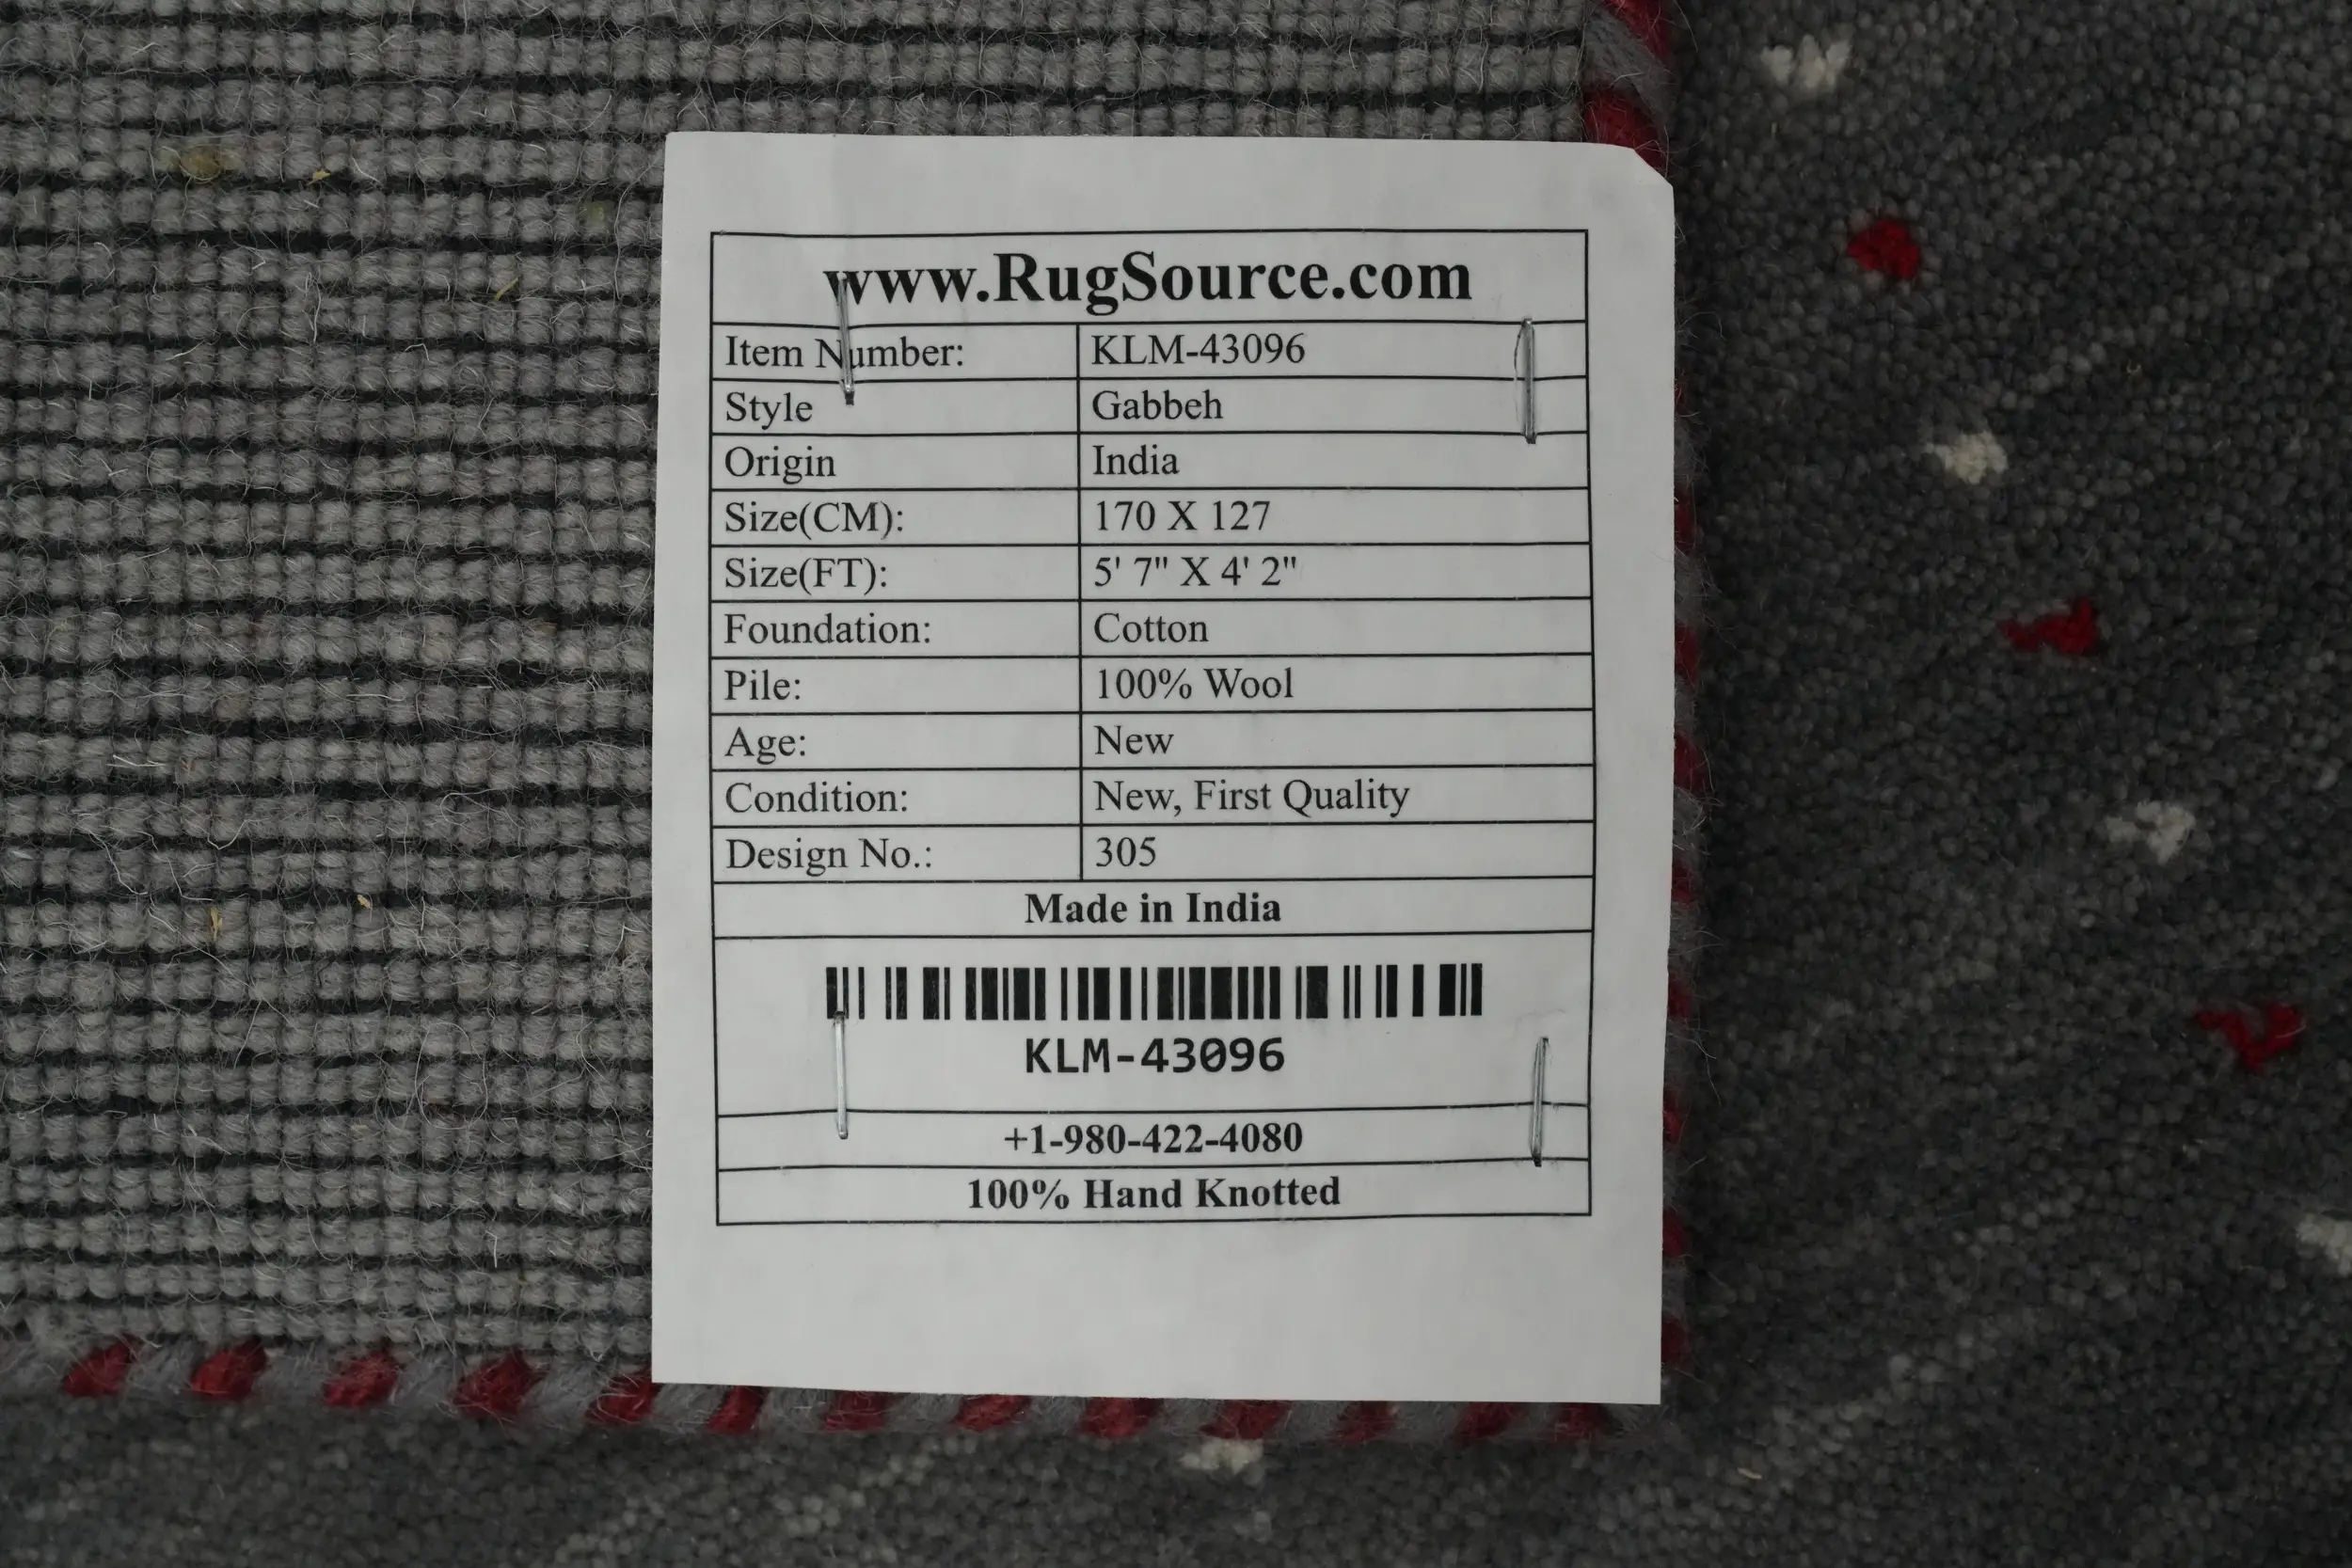 www.RugSource.com
Item Number: KLM-43096
Style Gabbeh
Origin India
Size(CM): 170 X 127
Size(FT): 5' 7" X 4' 2"
Foundation: Cotton
Pile: 100% Wool
Age: New
Condition: New, First Quality
Design No.: 305
Made in India
KLM-43096
+1-980-422-4080
100% Hand Knotted